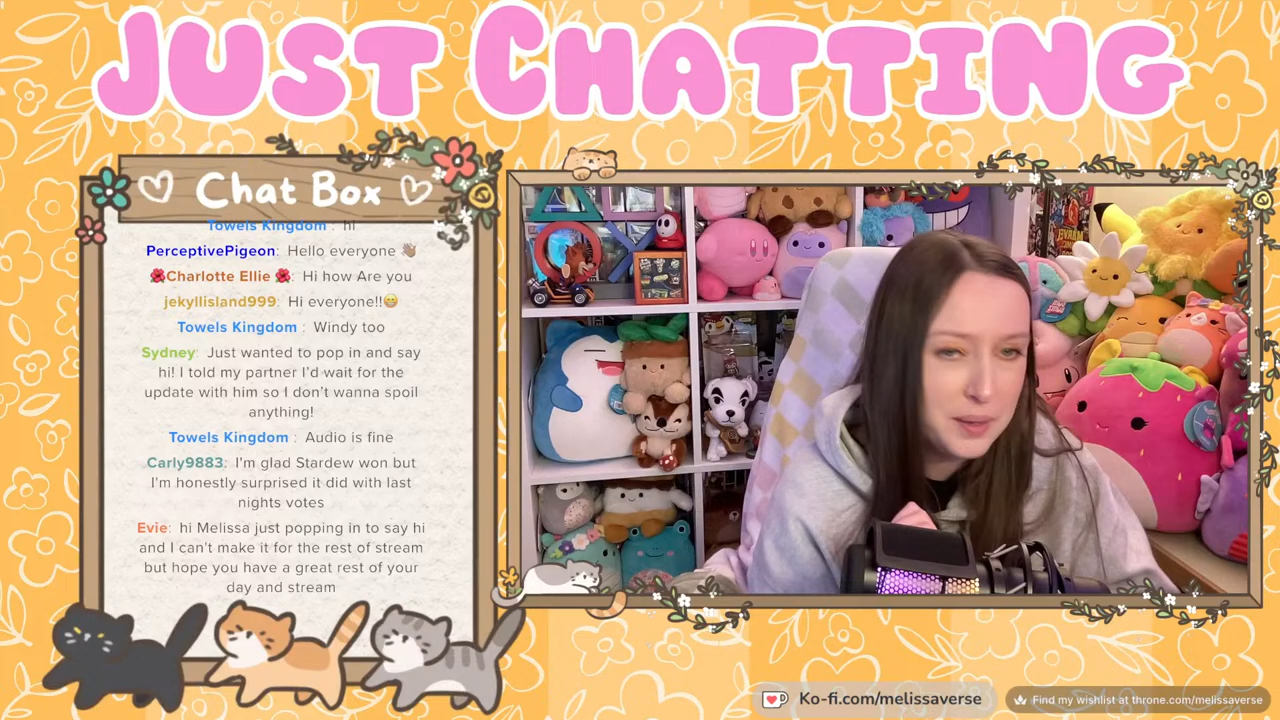 JUST CHATTING
Chat Box
Towels Kingdom : hi
PerceptivePigeon: Hello everyone 👋🏽
🌺Charlotte Ellie 🌺: Hi how Are you
jekyllisland999: Hi everyone!!😄
Towels Kingdom : Windy too
Sydney: Just wanted to pop in and say
hi! I told my partner I'd wait for the
update with him so I don't wanna spoil
anything!
Towels Kingdom : Audio is fine
Carly9883: I'm glad Stardew won but
I'm honestly surprised it did with last
nights votes
Evie: hi Melissa just popping in to say hi
and I can't make it for the rest of stream
but hope you have a great rest of your
day and stream
Ko-fi.com/melissaverse
Find my wishlist at throne.com/melissaverse